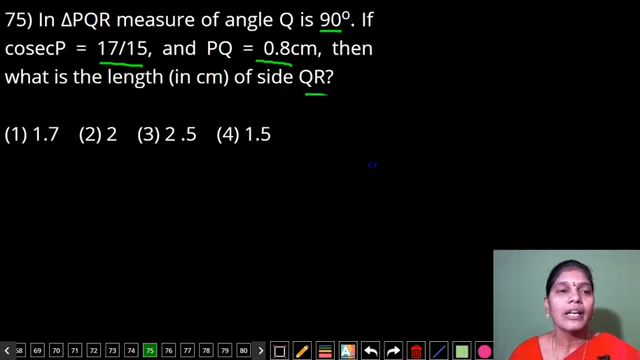 75) In ΔPQR measure of angle Q is 90°. If
cosecP = 17/15, and PQ = 0.8cm, then
what is the length (in cm) of side QR?
(1) 1.7 (2) 2 (3) 2 .5 (4) 1.5
68 69 70 71 72 73 74 75 76 77 78 79 80